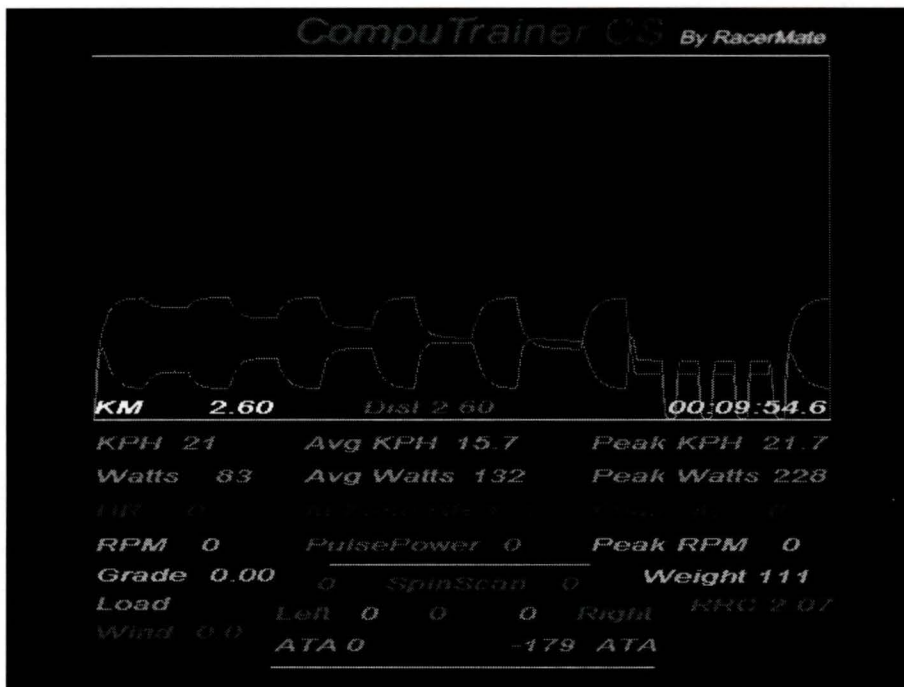 CompuTrainer CS By RacerMate
KM 2.60 Dist 2.60 00:09:54.6
KPH 21 Avg KPH 15.7 Peak KPH 21.7
Watts 83 Avg Watts 132 Peak Watts 228
HR 0
RPM 0 PulsePower 0 Peak RPM 0
Grade 0.00 0 SpinScan 0 Weight 111
Load Left 0 0 0 Right RRC 2.07
Wind 0.0 ATA 0 -179 ATA